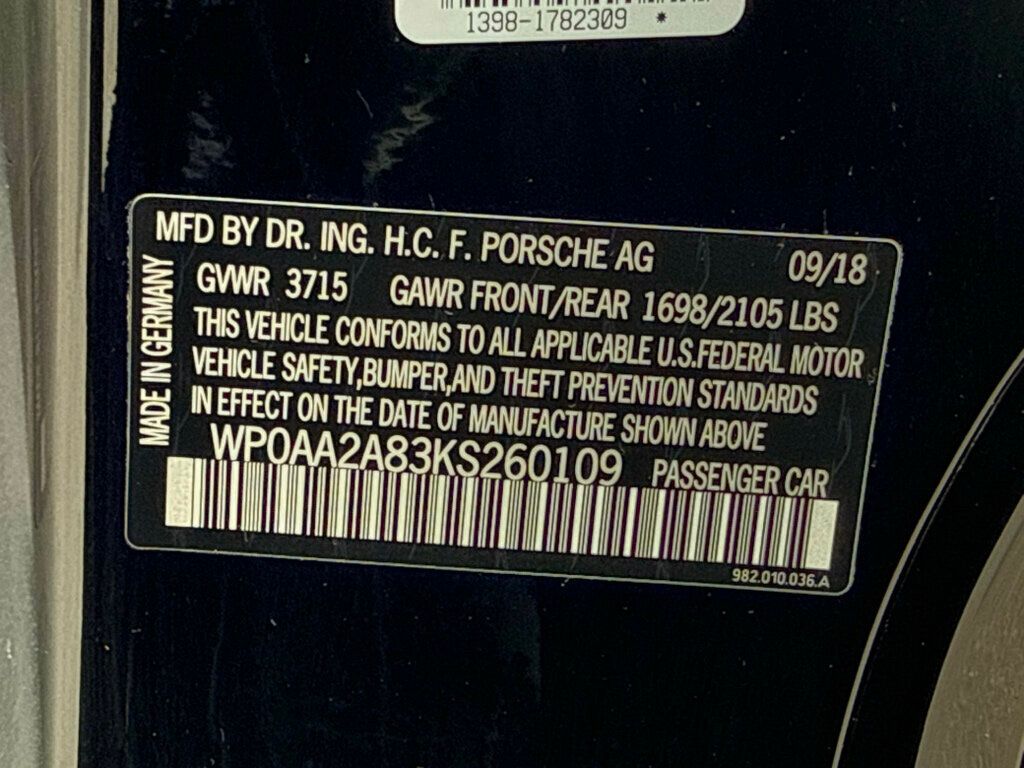 1398-1782309 *
MFD BY DR. ING. H.C. F. PORSCHE AG 09/18
GVWR 3715 GAWR FRONT/REAR 1698/2105 LBS
THIS VEHICLE CONFORMS TO ALL APPLICABLE U.S.FEDERAL MOTOR
VEHICLE SAFETY,BUMPER,AND THEFT PREVENTION STANDARDS
IN EFFECT ON THE DATE OF MANUFACTURE SHOWN ABOVE
WP0AA2A83KS260109 PASSENGER CAR
982.010.036.A
MADE IN GERMANY